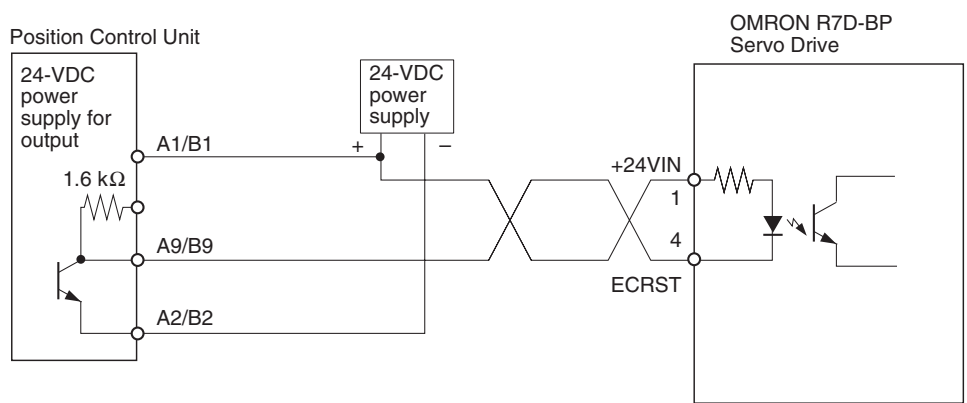 Position Control Unit
24-VDC
power
supply for
output
1.6 kΩ
A1/B1
A9/B9
A2/B2
24-VDC
power
supply
+
–
OMRON R7D-BP
Servo Drive
+24VIN
1
4
ECRST